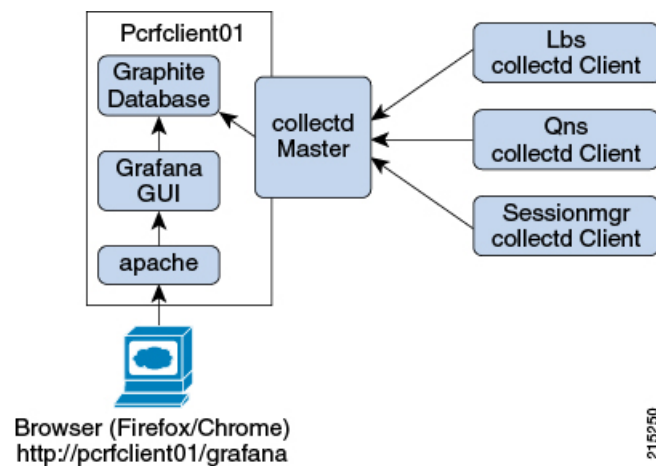 Pcrfclient01
Graphite
Database
Grafana
GUI
apache
collectd
Master
Lbs
collectd Client
Qns
collectd Client
Sessionmgr
collectd Client
Browser (Firefox/Chrome)
http://pcrfclient01/grafana
215250